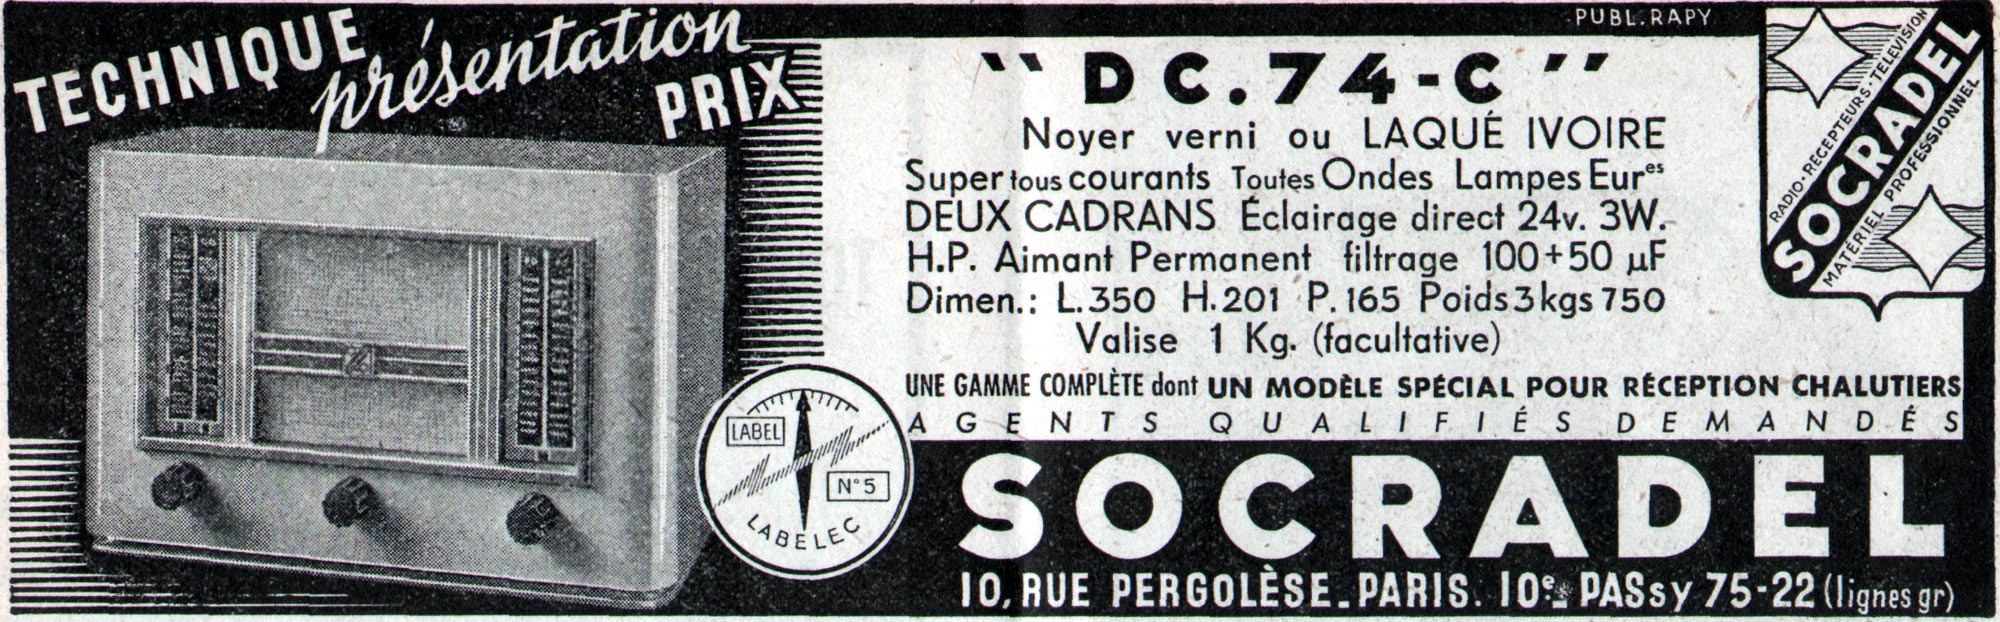 TECHNIQUE
présentation
PRIX
PUBL. RAPY
" DC.74-C "
Noyer verni ou LAQUÉ IVOIRE
Super tous courants Toutes Ondes Lampes Eur^es
DEUX CADRANS Éclairage direct 24v. 3W.
H.P. Aimant Permanent filtrage 100+50 µF
Dimen.: L.350 H.201 P.165 Poids 3kgs 750
Valise 1 Kg. (facultative)
UNE GAMME COMPLÈTE dont UN MODÈLE SPÉCIAL POUR RÉCEPTION CHALUTIERS
AGENTS QUALIFIÉS DEMANDÉS
RADIO-RECEPTEURS-TELEVISION
SOCRADEL
MATÉRIEL PROFESSIONNEL
LABEL
N°5
LABELEC
SOCRADEL
10, RUE PERGOLÈSE_PARIS. 10e_ PASsy 75-22 (lignes gr)